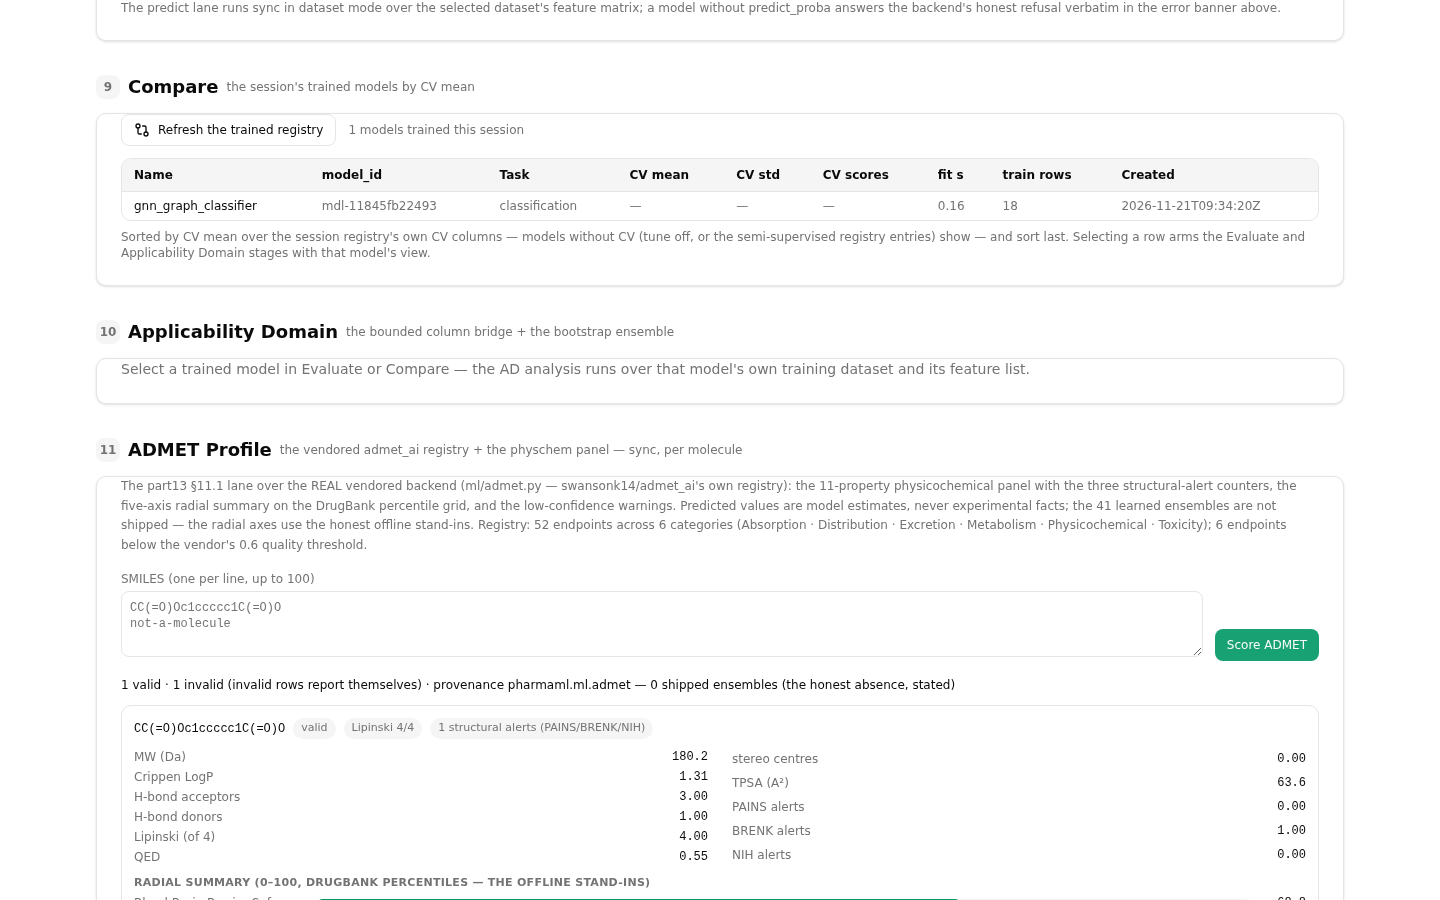 The predict lane runs sync in dataset mode over the selected dataset's feature matrix; a model without predict_proba answers the backend's honest refusal verbatim in the error banner above.
9 Compare the session's trained models by CV mean
Refresh the trained registry 1 models trained this session
Name model_id Task CV mean CV std CV scores fit s train rows Created
gnn_graph_classifier mdl-11845fb22493 classification — — — 0.16 18 2026-11-21T09:34:20Z
Sorted by CV mean over the session registry's own CV columns — models without CV (tune off, or the semi-supervised registry entries) show — and sort last. Selecting a row arms the Evaluate and
Applicability Domain stages with that model's view.
10 Applicability Domain the bounded column bridge + the bootstrap ensemble
Select a trained model in Evaluate or Compare — the AD analysis runs over that model's own training dataset and its feature list.
11 ADMET Profile the vendored admet_ai registry + the physchem panel — sync, per molecule
The part13 §11.1 lane over the REAL vendored backend (ml/admet.py — swansonk14/admet_ai's own registry): the 11-property physicochemical panel with the three structural-alert counters, the
five-axis radial summary on the DrugBank percentile grid, and the low-confidence warnings. Predicted values are model estimates, never experimental facts; the 41 learned ensembles are not
shipped — the radial axes use the honest offline stand-ins. Registry: 52 endpoints across 6 categories (Absorption · Distribution · Excretion · Metabolism · Physicochemical · Toxicity); 6 endpoints
below the vendor's 0.6 quality threshold.
SMILES (one per line, up to 100)
CC(=O)Oc1ccccc1C(=O)O
not-a-molecule
Score ADMET
1 valid · 1 invalid (invalid rows report themselves) · provenance pharmaml.ml.admet — 0 shipped ensembles (the honest absence, stated)
CC(=O)Oc1ccccc1C(=O)O valid Lipinski 4/4 1 structural alerts (PAINS/BRENK/NIH)
MW (Da) 180.2
Crippen LogP 1.31
H-bond acceptors 3.00
H-bond donors 1.00
Lipinski (of 4) 4.00
QED 0.55
stereo centres 0.00
TPSA (A²) 63.6
PAINS alerts 0.00
BRENK alerts 1.00
NIH alerts 0.00
RADIAL SUMMARY (0–100, DRUGBANK PERCENTILES — THE OFFLINE STAND-INS)